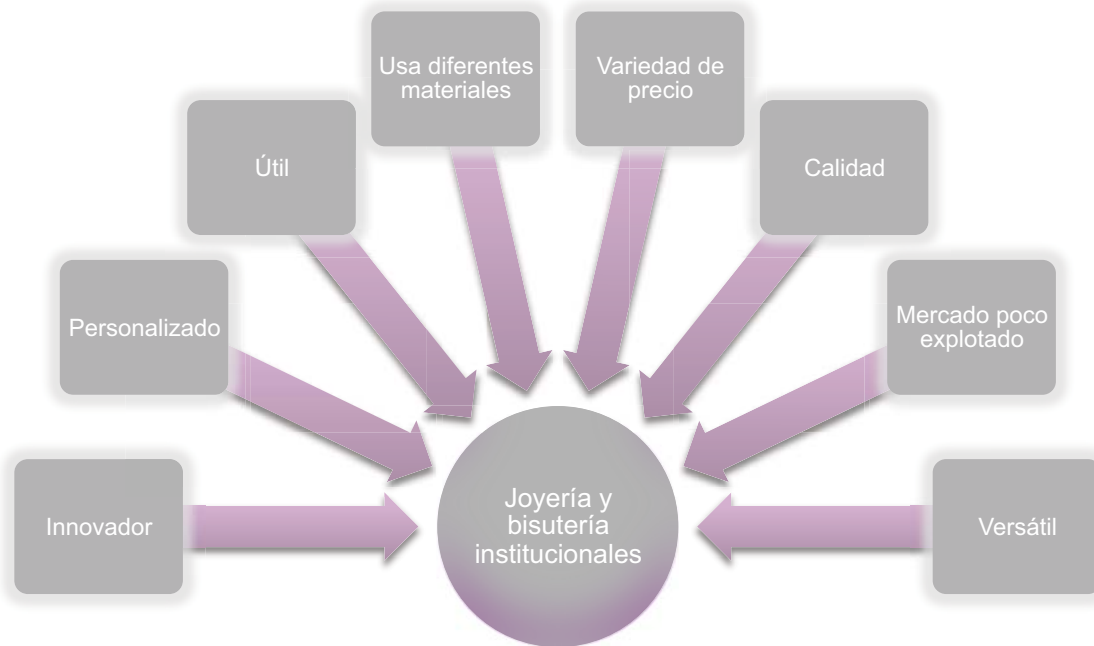 Usa diferentes
materiales
Variedad de
precio
Útil
Calidad
Personalizado
Mercado poco
explotado
Innovador
Joyería y
bisutería
institucionales
Versátil